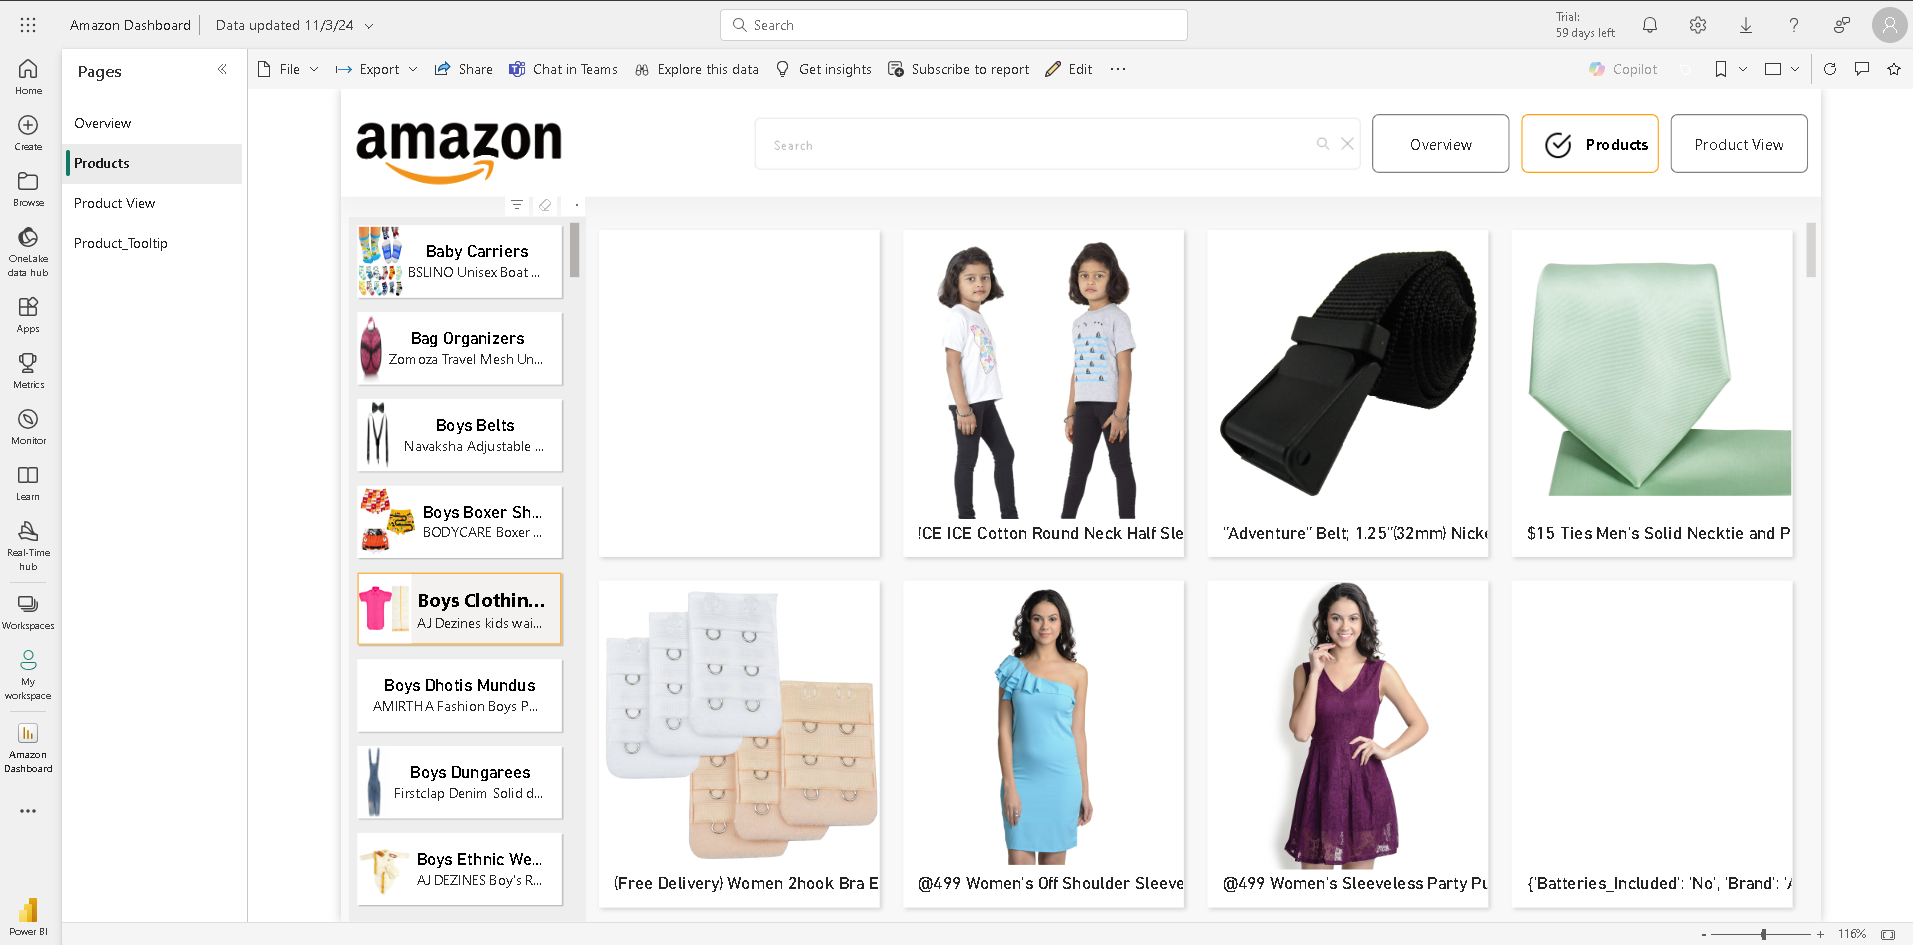 Amazon Dashboard
Data updated 11/3/24
Search
Trial:
59 days left
Home
Create
Browse
OneLake
data hub
Apps
Metrics
Monitor
Learn
Real-Time
hub
Workspaces
My
workspace
Amazon
Dashboard
Power BI
Pages
Overview
Products
Product View
Product_Tooltip
File
Export
Share
Chat in Teams
Explore this data
Get insights
Subscribe to report
Edit
Copilot
amazon
Search
Overview
Products
Product View
Baby Carriers
BSLINO Unisex Boat ...
Bag Organizers
Zomoza Travel Mesh Un...
Boys Belts
Navaksha Adjustable ...
Boys Boxer Sh...
BODYCARE Boxer ...
Boys Clothin...
AJ Dezines kids wai...
Boys Dhotis Mundus
AMIRTHA Fashion Boys P...
Boys Dungarees
Firstclap Denim Solid d...
Boys Ethnic We...
AJ DEZINES Boy's R...
!CE ICE Cotton Round Neck Half Sle
"Adventure" Belt; 1.25"(32mm) Nick
$15 Ties Men's Solid Necktie and P
(Free Delivery) Women 2hook Bra E
@499 Women's Off Shoulder Sleeve
@499 Women's Sleeveless Party Pu
{'Batteries_Included': 'No', 'Brand': '
- + 116%